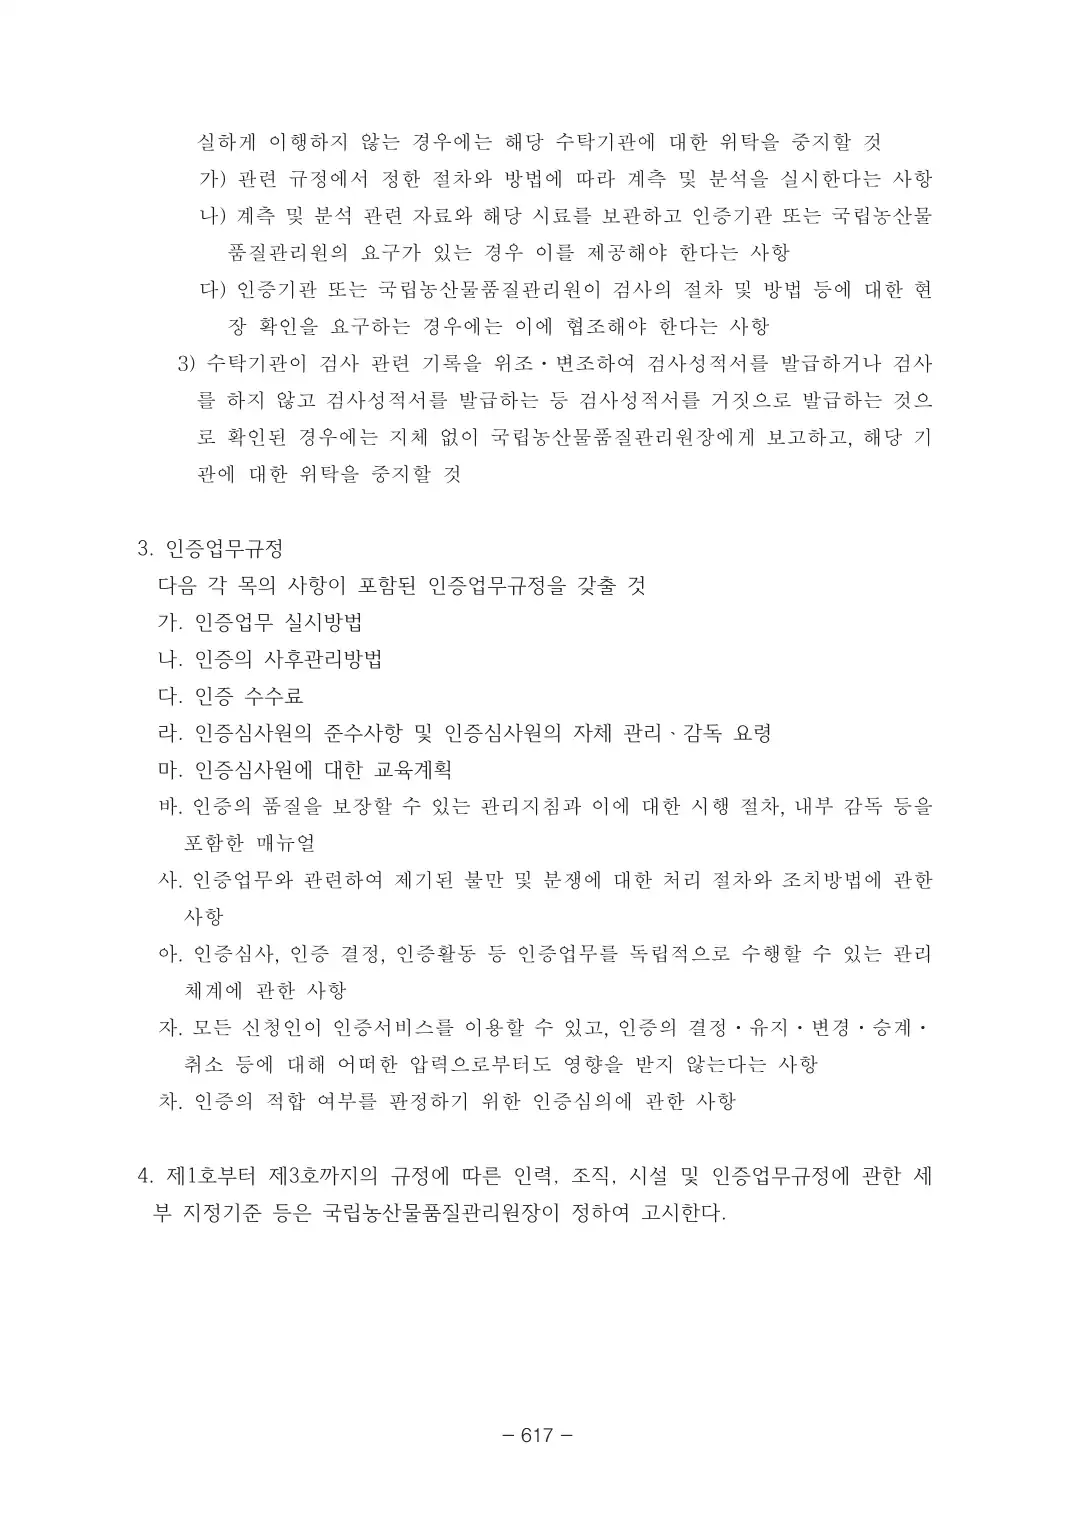 실하게 이행하지 않는 경우에는 해당 수탁기관에 대한 위탁을 중지할 것
가) 관련 규정에서 정한 절차와 방법에 따라 계측 및 분석을 실시한다는 사항
나) 계측 및 분석 관련 자료와 해당 시료를 보관하고 인증기관 또는 국립농산물
품질관리원의 요구가 있는 경우 이를 제공해야 한다는 사항
다) 인증기관 또는 국립농산물품질관리원이 검사의 절차 및 방법 등에 대한 현
장 확인을 요구하는 경우에는 이에 협조해야 한다는 사항
3) 수탁기관이 검사 관련 기록을 위조・변조하여 검사성적서를 발급하거나 검사
를 하지 않고 검사성적서를 발급하는 등 검사성적서를 거짓으로 발급하는 것으
로 확인된 경우에는 지체 없이 국립농산물품질관리원장에게 보고하고, 해당 기
관에 대한 위탁을 중지할 것
3. 인증업무규정
다음 각 목의 사항이 포함된 인증업무규정을 갖출 것
가. 인증업무 실시방법
나. 인증의 사후관리방법
다. 인증 수수료
라. 인증심사원의 준수사항 및 인증심사원의 자체 관리ㆍ감독 요령
마. 인증심사원에 대한 교육계획
바. 인증의 품질을 보장할 수 있는 관리지침과 이에 대한 시행 절차, 내부 감독 등을
포함한 매뉴얼
사. 인증업무와 관련하여 제기된 불만 및 분쟁에 대한 처리 절차와 조치방법에 관한
사항
아. 인증심사, 인증 결정, 인증활동 등 인증업무를 독립적으로 수행할 수 있는 관리
체계에 관한 사항
자. 모든 신청인이 인증서비스를 이용할 수 있고, 인증의 결정・유지・변경・승계・
취소 등에 대해 어떠한 압력으로부터도 영향을 받지 않는다는 사항
차. 인증의 적합 여부를 판정하기 위한 인증심의에 관한 사항
4. 제1호부터 제3호까지의 규정에 따른 인력, 조직, 시설 및 인증업무규정에 관한 세
부 지정기준 등은 국립농산물품질관리원장이 정하여 고시한다.
− 617 −